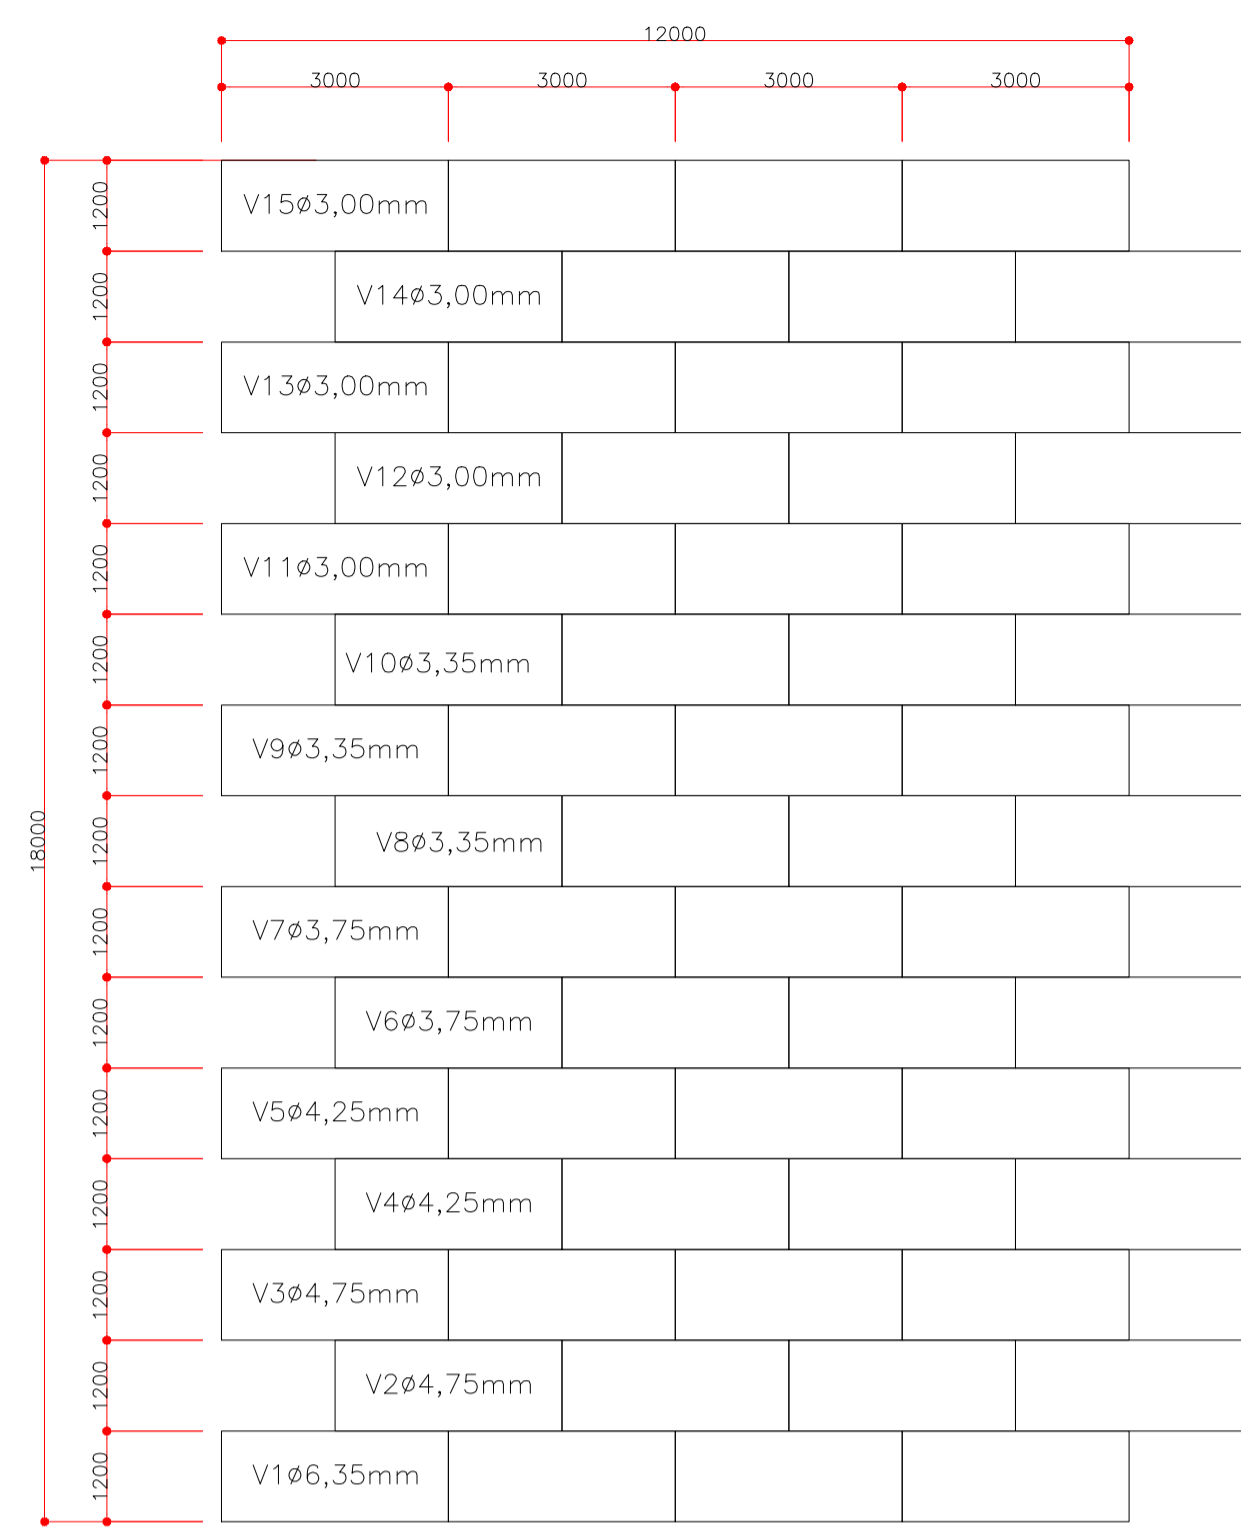 12000
3000 3000 3000 3000
1200 V15ø3,00mm
1200 V14ø3,00mm
1200 V13ø3,00mm
1200 V12ø3,00mm
1200 V11ø3,00mm
1200 V10ø3,35mm
1200 V9ø3,35mm
18000
1200 V8ø3,35mm
1200 V7ø3,75mm
1200 V6ø3,75mm
1200 V5ø4,25mm
1200 V4ø4,25mm
1200 V3ø4,75mm
1200 V2ø4,75mm
1200 V1ø6,35mm